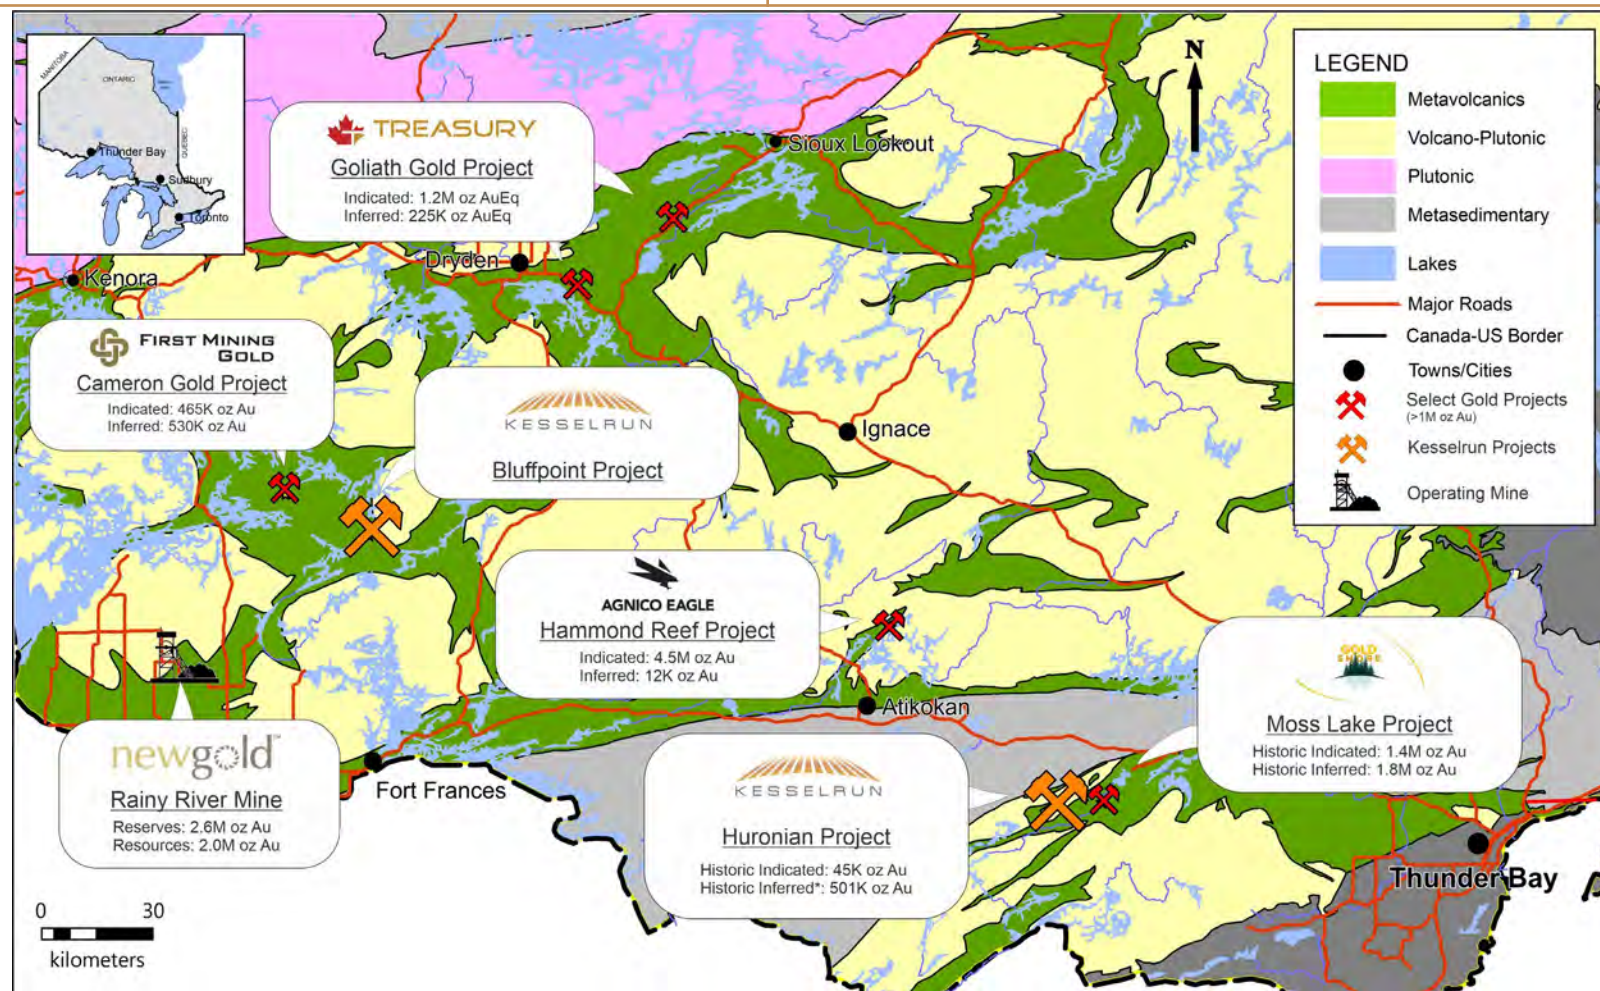 MANITOBA
ONTARIO
QUEBEC
Thunder Bay
Sudbury
Toronto
TREASURY
Goliath Gold Project
Indicated: 1.2M oz AuEq
Inferred: 225K oz AuEq
Sioux Lookout
N
LEGEND
Metavolcanics
Volcano-Plutonic
Plutonic
Metasedimentary
Lakes
Major Roads
Canada-US Border
Towns/Cities
Select Gold Projects
(>1M oz Au)
Kesselrun Projects
Operating Mine
Dryden
Kenora
FIRST MINING
GOLD
Cameron Gold Project
Indicated: 465K oz Au
Inferred: 530K oz Au
KESSELRUN
Bluffpoint Project
Ignace
AGNICO EAGLE
Hammond Reef Project
Indicated: 4.5M oz Au
Inferred: 12K oz Au
Atikokan
GOLD
SHORE
Moss Lake Project
Historic Indicated: 1.4M oz Au
Historic Inferred: 1.8M oz Au
newgold™
Rainy River Mine
Reserves: 2.6M oz Au
Resources: 2.0M oz Au
Fort Frances
KESSELRUN
Huronian Project
Historic Indicated: 45K oz Au
Historic Inferred*: 501K oz Au
Thunder Bay
0 30
kilometers